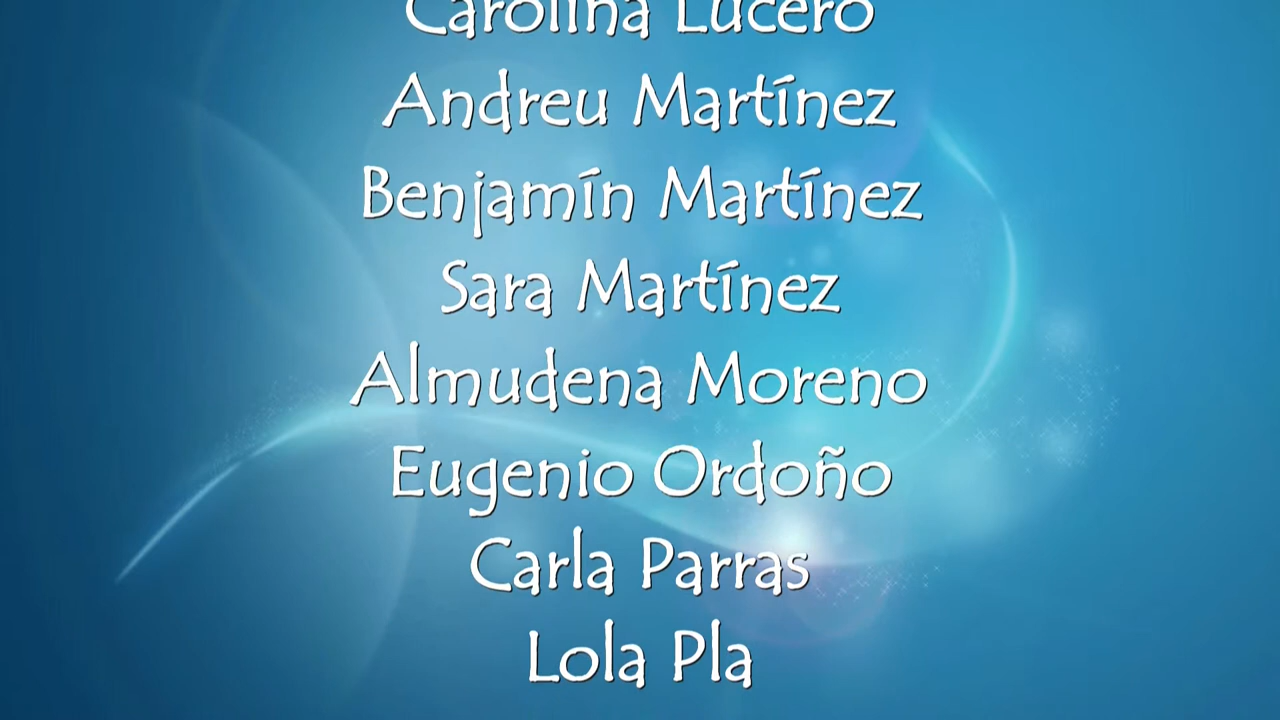 Carolina Lucero
Andreu Martínez
Benjamín Martínez
Sara Martínez
Almudena Moreno
Eugenio Ordoño
Carla Parras
Lola Pla